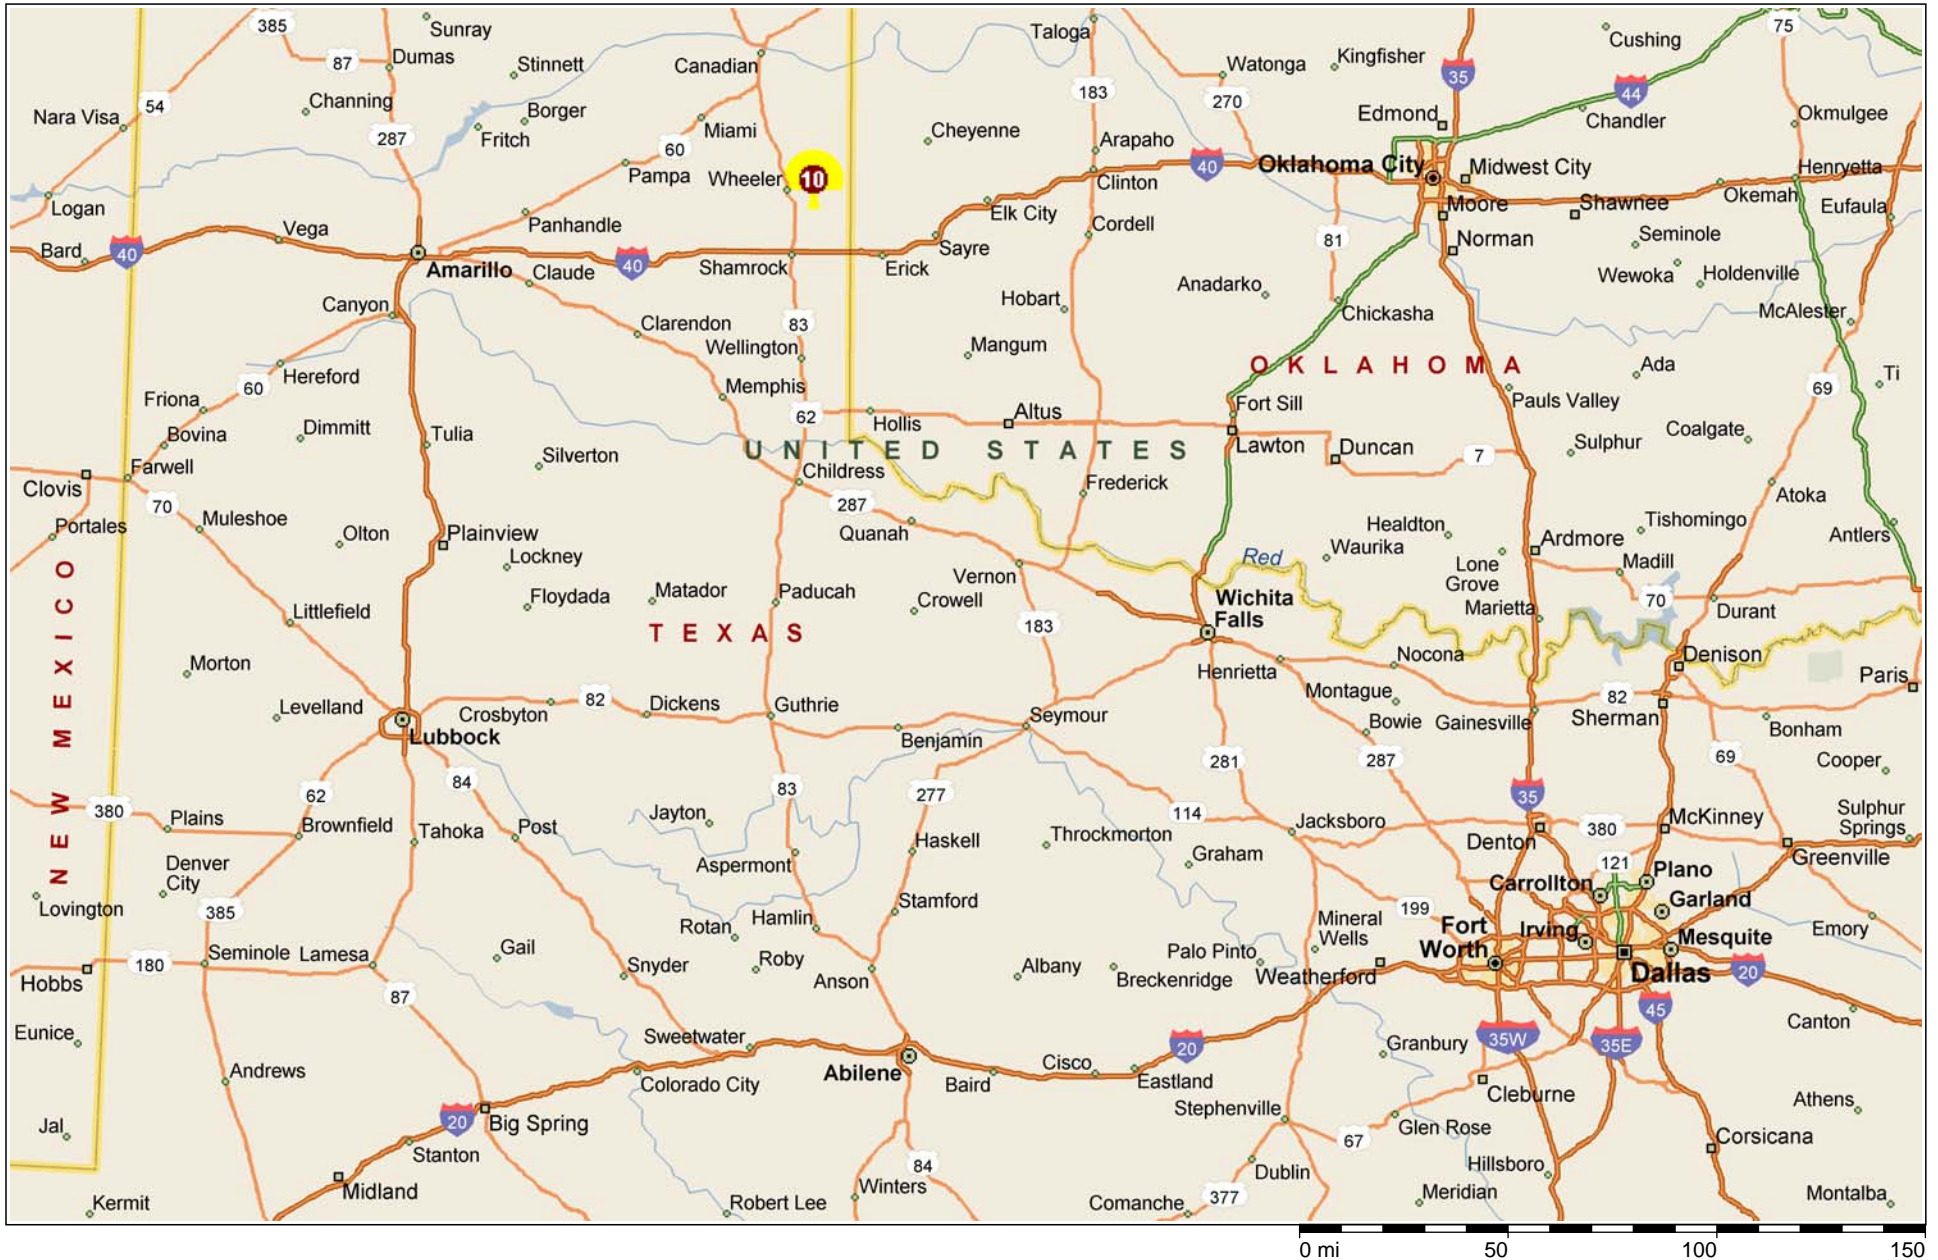 385
Sunray
Taloga
75
Cushing
87
Dumas
Stinnett
Canadian
Watonga
Kingfisher
35
44
54
Channing
Borger
183
270
Edmond
Chandler
Okmulgee
Nara Visa
287
Fritch
Miami
Cheyenne
Arapaho
60
Pampa
Wheeler
10
40
Oklahoma City
Midwest City
Henryetta
Clinton
Logan
Panhandle
Elk City
Cordell
Moore
Shawnee
Okemah
Eufaula
Vega
81
Norman
Seminole
Bard
40
Amarillo
Claude
40
Shamrock
Erick
Sayre
Wewoka
Holdenville
Canyon
Hobart
Anadarko
Chickasha
McAlester
Clarendon
83
Wellington
Mangum
OKLAHOMA
Ada
Ti
Hereford
60
Memphis
69
Friona
62
Hollis
Altus
Fort Sill
Pauls Valley
Bovina
Dimmitt
Tulia
Lawton
Duncan
7
Sulphur
Coalgate
UNITED STATES
Silverton
Farwell
Childress
Clovis
Frederick
Atoka
70
287
Portales
Muleshoe
Olton
Plainview
Quanah
Healdton
Tishomingo
Antlers
Lockney
Red
Waurika
Ardmore
Lone
Grove
Madill
Vernon
Floydada
Matador
Paducah
Crowell
Wichita
Falls
Marietta
70
Durant
Littlefield
183
TEXAS
NEW MEXICO
Morton
Henrietta
Nocona
Denison
Paris
Levelland
Crosbyton
82
Dickens
Guthrie
Seymour
Montague
Bowie
Gainesville
82
Sherman
Bonham
Lubbock
Benjamin
281
287
69
Cooper
84
83
277
62
35
380
Plains
Brownfield
Tahoka
Post
Jayton
114
Jacksboro
McKinney
Sulphur
Springs
Throckmorton
Haskell
Denton
380
Greenville
Denver
City
Aspermont
Graham
121
Plano
Carrollton
Garland
Lovington
385
Stamford
199
Rotan
Hamlin
Mineral
Wells
Fort
Worth
Irving
Mesquite
Emory
180
Seminole
Lamesa
Gail
Snyder
Roby
Anson
Albany
Breckenridge
Palo Pinto
Weatherford
Dallas
20
Hobbs
87
45
Canton
Eunice
Sweetwater
20
Granbury
35W
35E
Andrews
Colorado City
Abilene
Baird
Cisco
Eastland
Cleburne
Athens
Jal
20
Big Spring
Stephenville
Glen Rose
Corsicana
Stanton
67
84
Dublin
Hillsboro
Midland
Winters
377
Meridian
Montalba
Kermit
Robert Lee
Comanche
0 mi
50
100
150